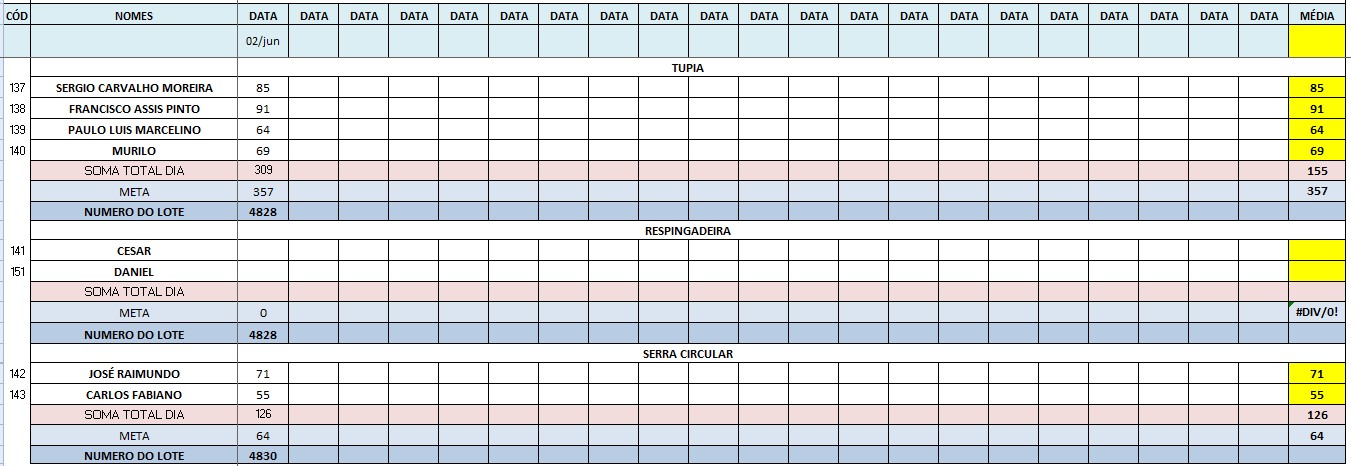 CÓD NOMES DATA DATA DATA DATA DATA DATA DATA DATA DATA DATA DATA DATA DATA DATA DATA DATA DATA DATA DATA DATA DATA MÉDIA
02/jun
TUPIA
137 SERGIO CARVALHO MOREIRA 85 85
138 FRANCISCO ASSIS PINTO 91 91
139 PAULO LUIS MARCELINO 64 64
140 MURILO 69 69
SOMA TOTAL DIA 309 155
META 357 357
NUMERO DO LOTE 4828
RESPINGADEIRA
141 CESAR
151 DANIEL
SOMA TOTAL DIA
META 0 #DIV/0!
NUMERO DO LOTE 4828
SERRA CIRCULAR
142 JOSÉ RAIMUNDO 71 71
143 CARLOS FABIANO 55 55
SOMA TOTAL DIA 126 126
META 64 64
NUMERO DO LOTE 4830